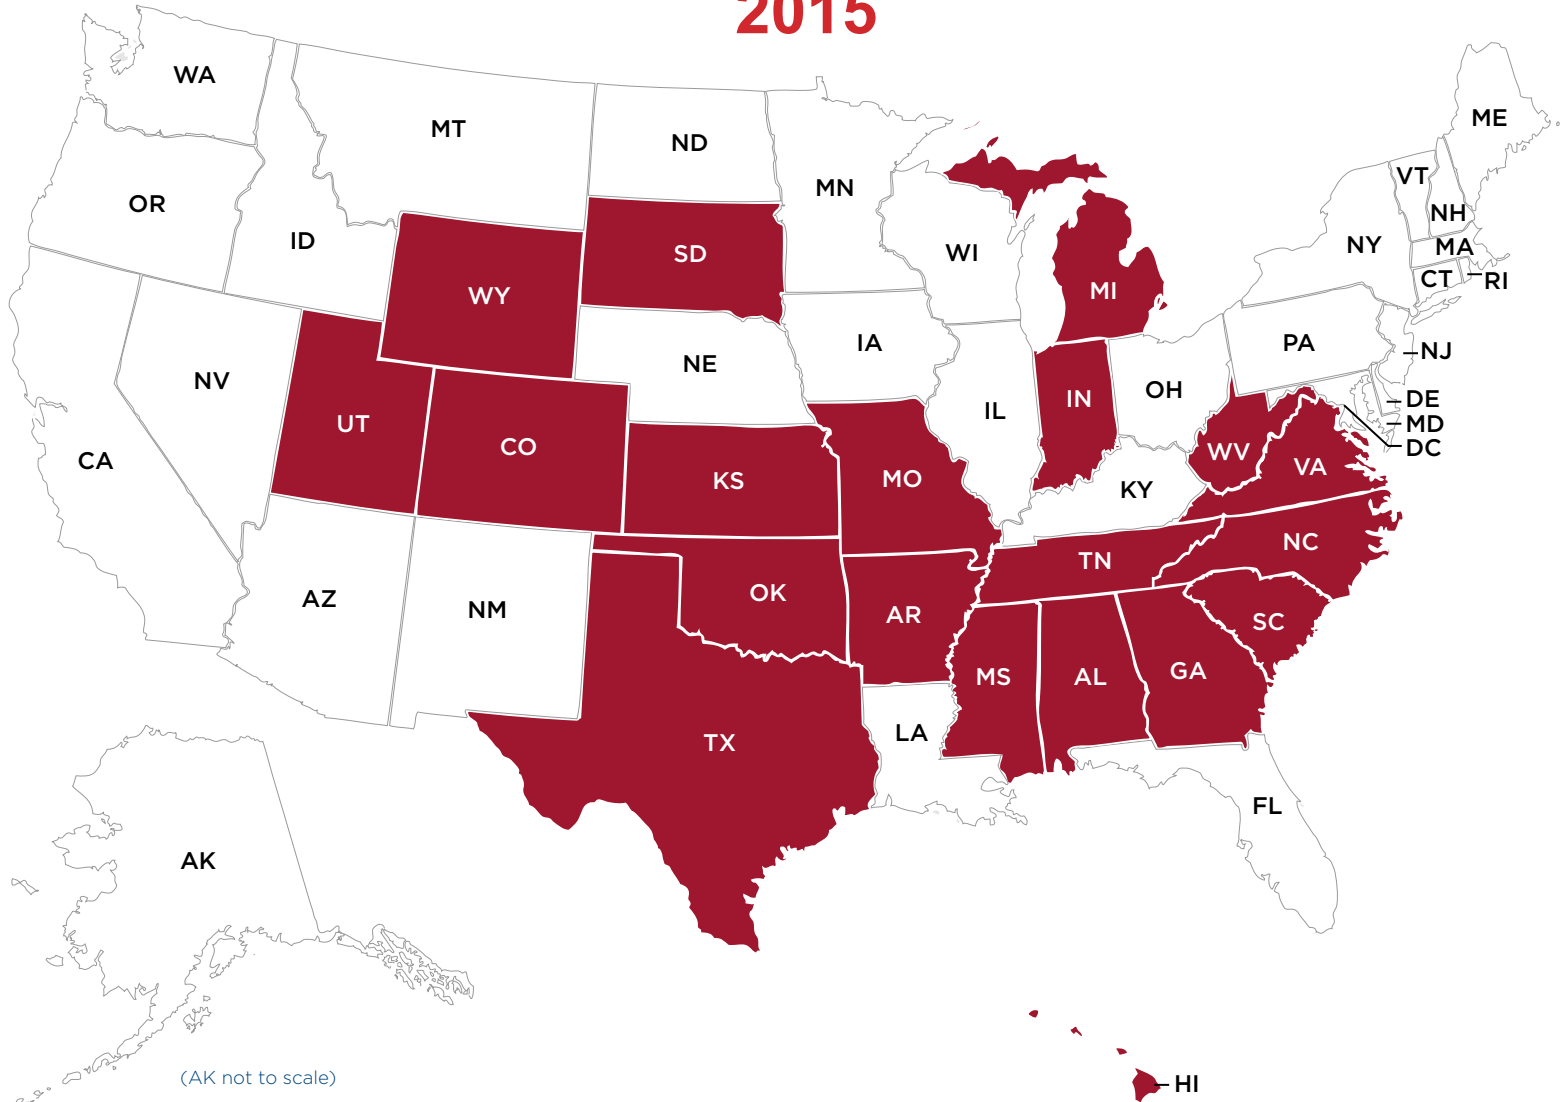 2015
WA
MT
ND
MN
ME
VT
NH
OR
ID
WY
SD
WI
NY
MA
CT
RI
MI
NV
UT
CO
NE
IA
IL
IN
OH
PA
NJ
DE
MD
DC
CA
KS
MO
KY
WV
VA
AZ
NM
OK
AR
TN
NC
SC
TX
LA
MS
AL
GA
FL
AK
(AK not to scale)
HI